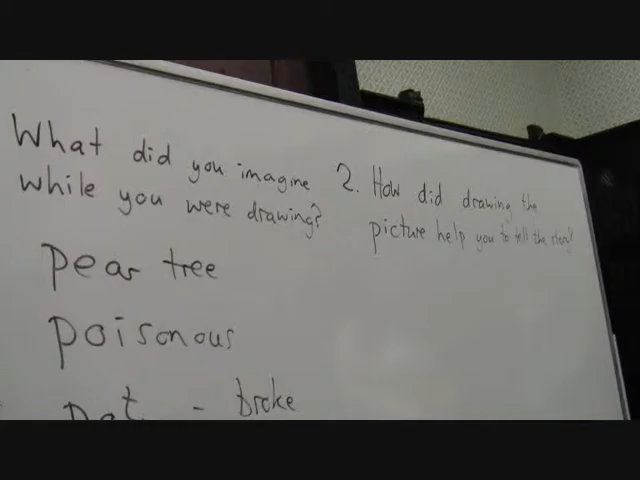 What did you imagine
while you were drawing?
pear tree
poisonous
- broke
2. How did drawing the
picture help you to tell the story?